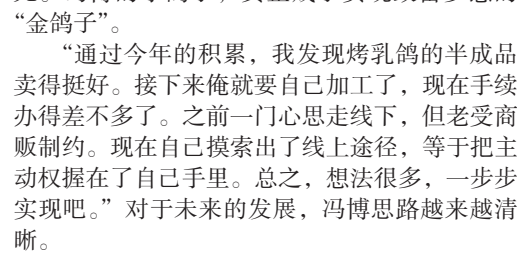 “金鸽子”。
“通过今年的积累，我发现烤乳鸽的半成品
卖得挺好。接下来俺就要自己加工了，现在手续
办得差不多了。之前一门心思走线下，但老受商
贩制约。现在自己摸索出了线上途径，等于把主
动权握在了自己手里。总之，想法很多，一步步
实现吧。”对于未来的发展，冯博思路越来越清
晰。